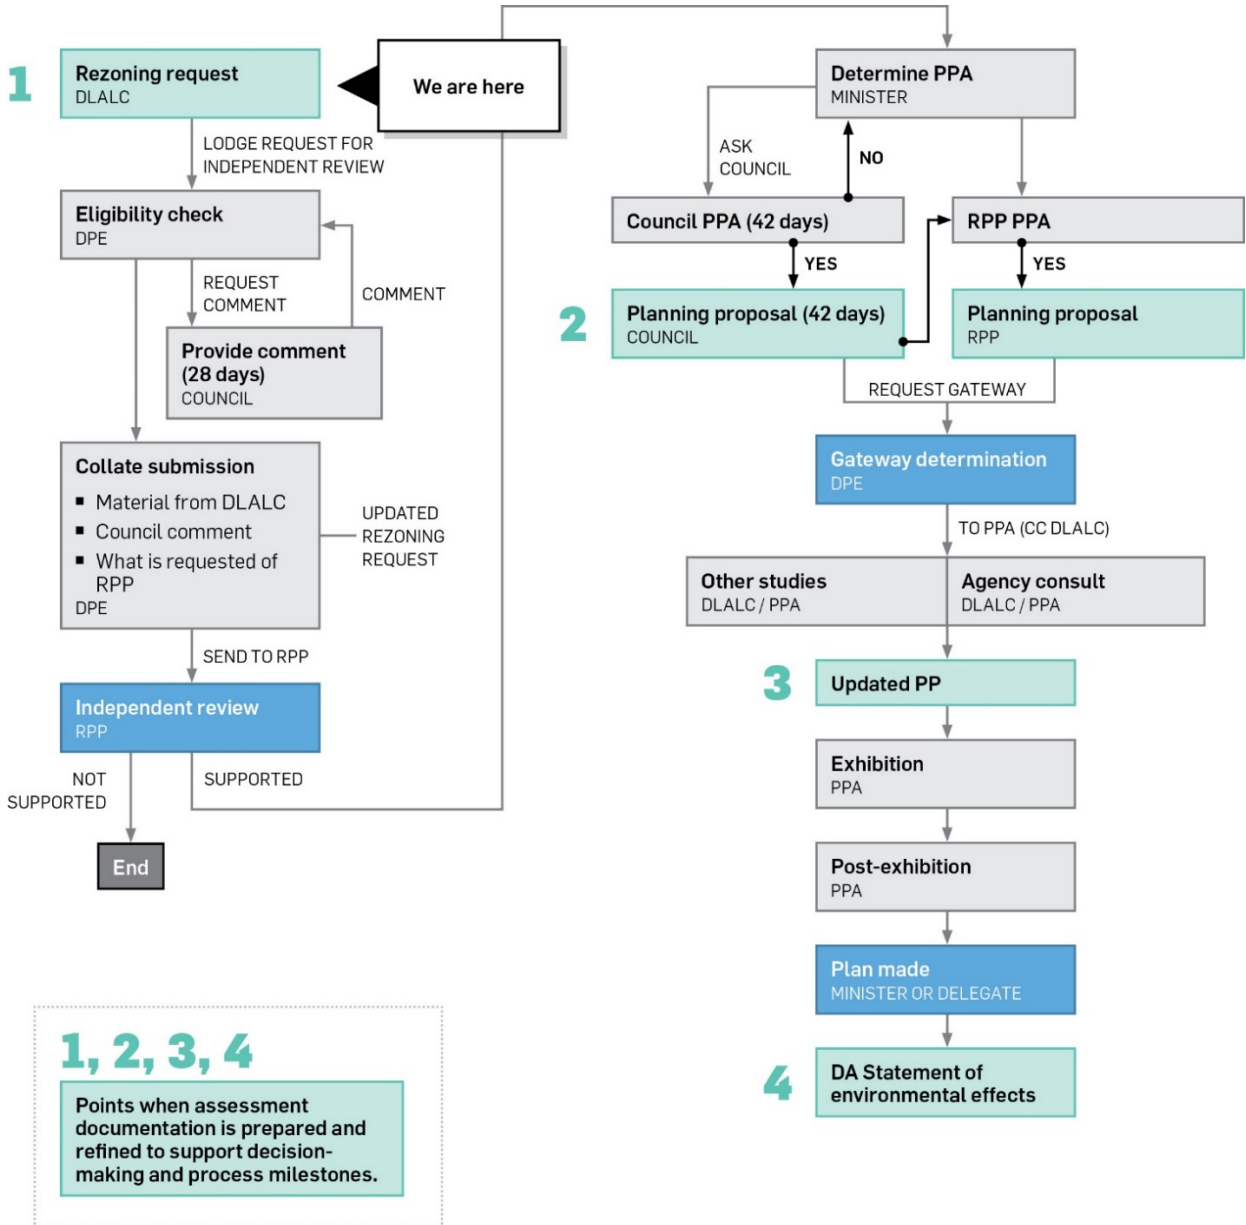 1
Rezoning request
DLALC
We are here
LODGE REQUEST FOR
INDEPENDENT REVIEW
Eligibility check
DPE
REQUEST
COMMENT
COMMENT
Provide comment
(28 days)
COUNCIL
Collate submission
▪ Material from DLALC
▪ Council comment
▪ What is requested of
RPP
DPE
UPDATED
REZONING
REQUEST
SEND TO RPP
Independent review
RPP
NOT
SUPPORTED
SUPPORTED
End
Determine PPA
MINISTER
ASK
COUNCIL
NO
Council PPA (42 days)
RPP PPA
YES
YES
2
Planning proposal (42 days)
COUNCIL
Planning proposal
RPP
REQUEST GATEWAY
Gateway determination
DPE
TO PPA (CC DLALC)
Other studies
DLALC / PPA
Agency consult
DLALC / PPA
3
Updated PP
Exhibition
PPA
Post-exhibition
PPA
Plan made
MINISTER OR DELEGATE
4
DA Statement of
environmental effects
1, 2, 3, 4
Points when assessment
documentation is prepared and
refined to support decision-
making and process milestones.